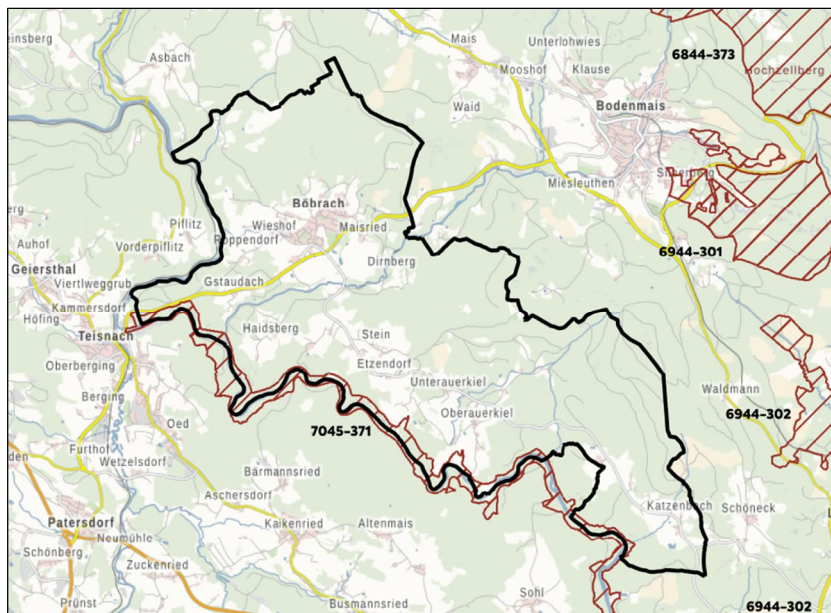 einsberg
Asbach
Mais
Unterlohwies
Mooshof
Klause
6844-373
Hochzellberg
Waid
Bodenmais
Miesleuthen
Silberberg
Böbrach
Wieshof
Maisried
Piflitz
Roppendorf
Auhof
Vorderpiflitz
Dirnberg
6944-301
Geiersthal
Viertlweggrub
Gstaudach
Kammersdorf
Höfing
Teisnach
Haidsberg
Stein
Oberberging
Etzendorf
Unterauerkiel
Waldmann
Berging
6944-302
Oberauerkiel
Oed
7045-371
den
Furthof
Wetzelsdorf
Bärmannsried
Aschersdorf
Katzenbach
Schöneck
Patersdorf
Kaikenried
Altenmais
Neumühle
Schönberg
Zuckenried
Sohl
Prünst
Busmannsried
6944-302